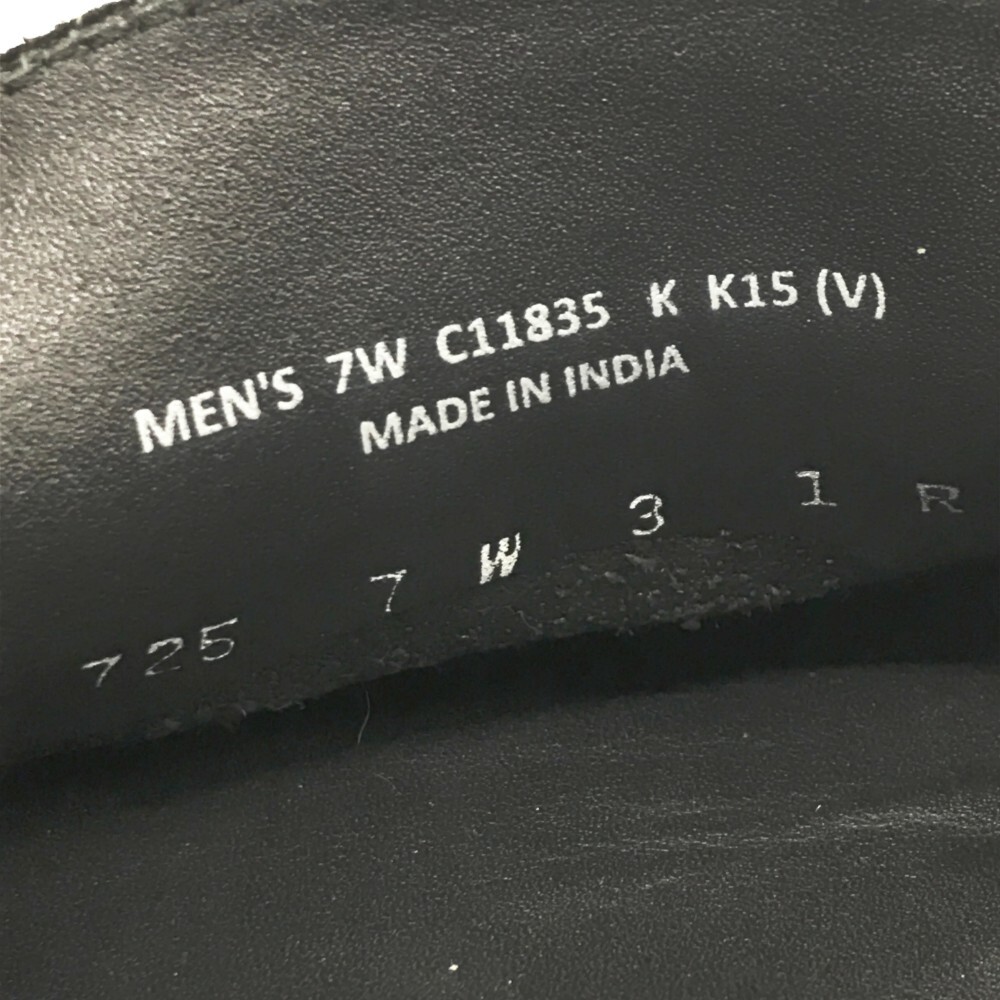 MEN'S 7W C11835 K K15 (V)
MADE IN INDIA
725 7 W 3 1 R